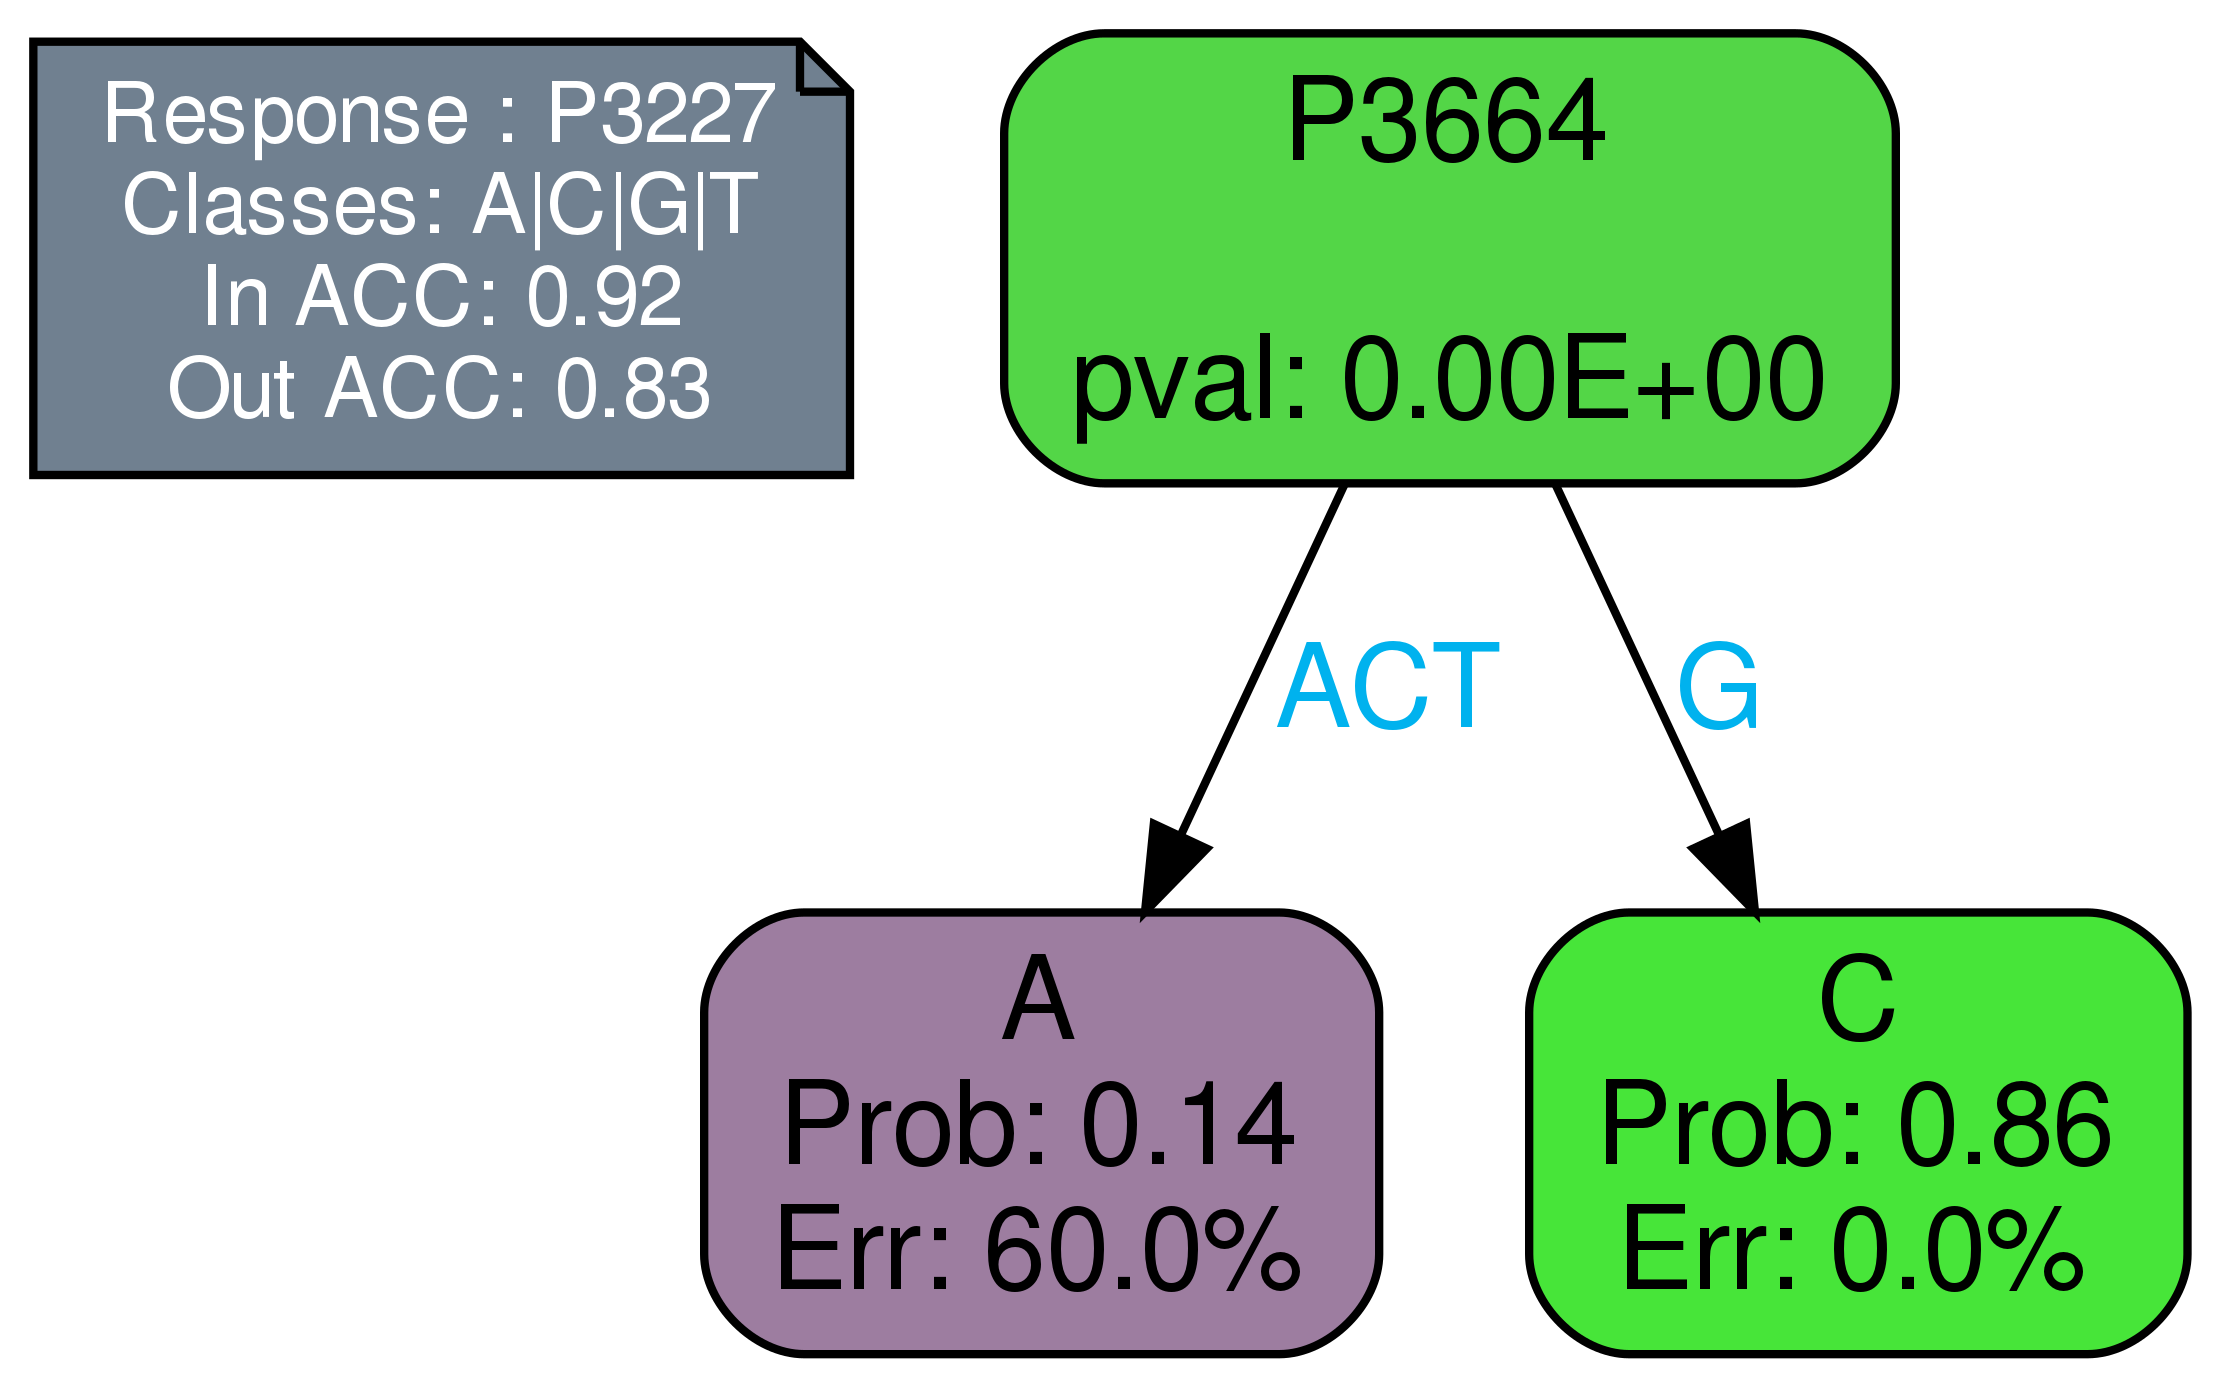 Response : P3227
Classes: A|C|G|T
In ACC: 0.92
Out ACC: 0.83
P3664
pval: 0.00E+00
ACT
G
A
Prob: 0.14
Err: 60.0%
C
Prob: 0.86
Err: 0.0%